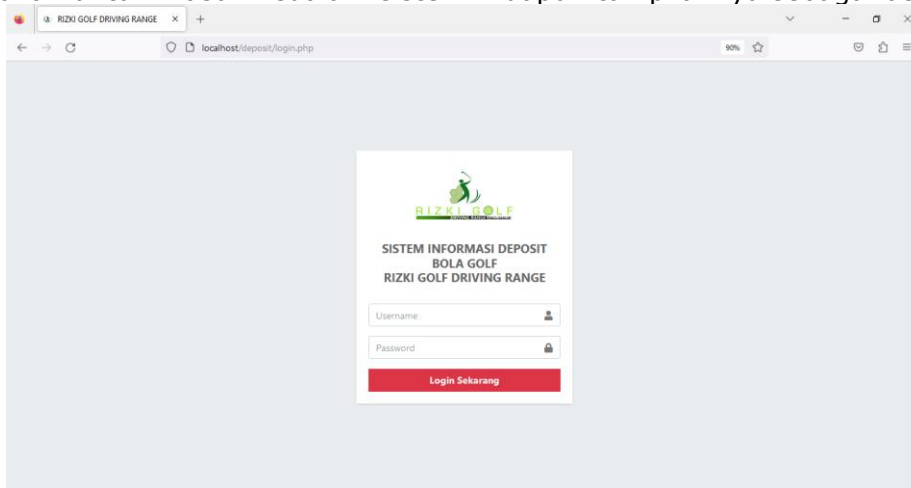 RIZKI GOLF DRIVING RANGE
localhost/deposit/login.php
90%
RIZKI GOLF
SISTEM INFORMASI DEPOSIT
BOLA GOLF
RIZKI GOLF DRIVING RANGE
Username
Password
Login Sekarang